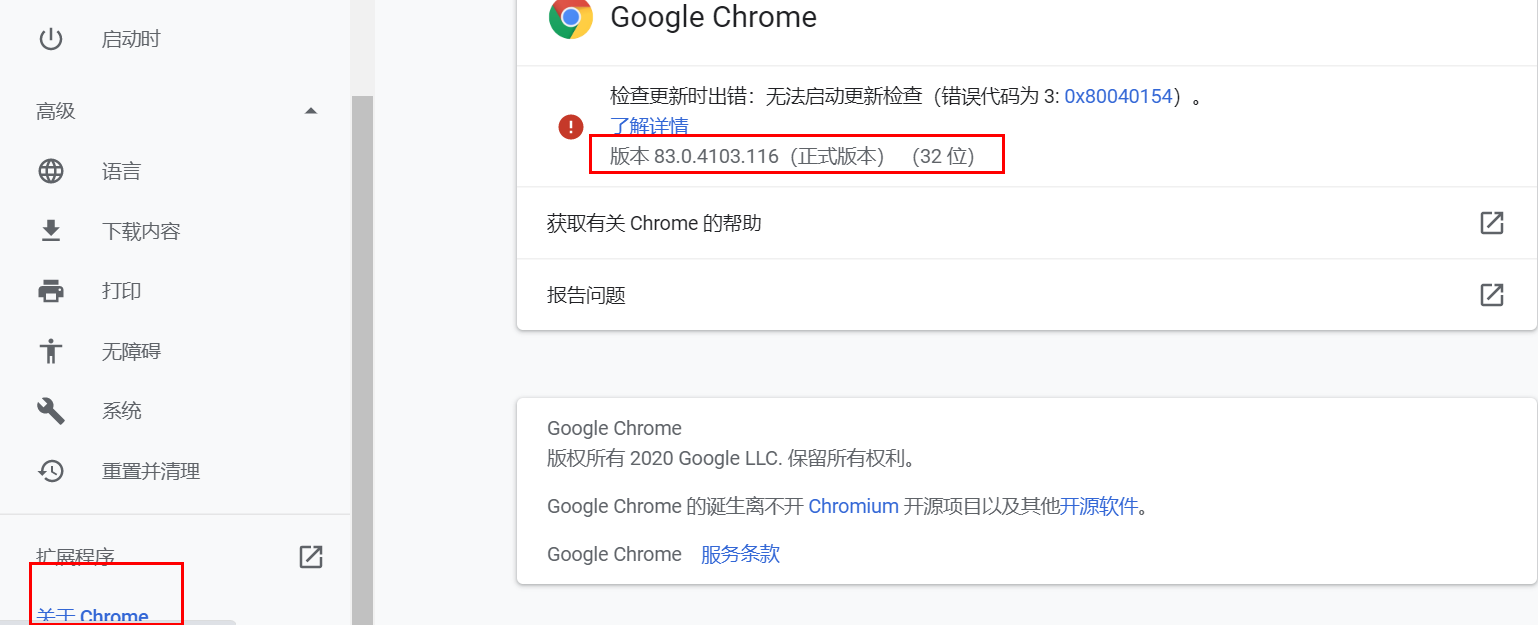 启动时
高级
语言
下载内容
打印
无障碍
系统
重置并清理
扩展程序
关于 Chrome
Google Chrome
检查更新时出错：无法启动更新检查（错误代码为 3: 0x80040154）。
了解详情
版本 83.0.4103.116（正式版本） （32 位）
获取有关 Chrome 的帮助
报告问题
Google Chrome
版权所有 2020 Google LLC. 保留所有权利。
Google Chrome 的诞生离不开 Chromium 开源项目以及其他开源软件。
Google Chrome 服务条款